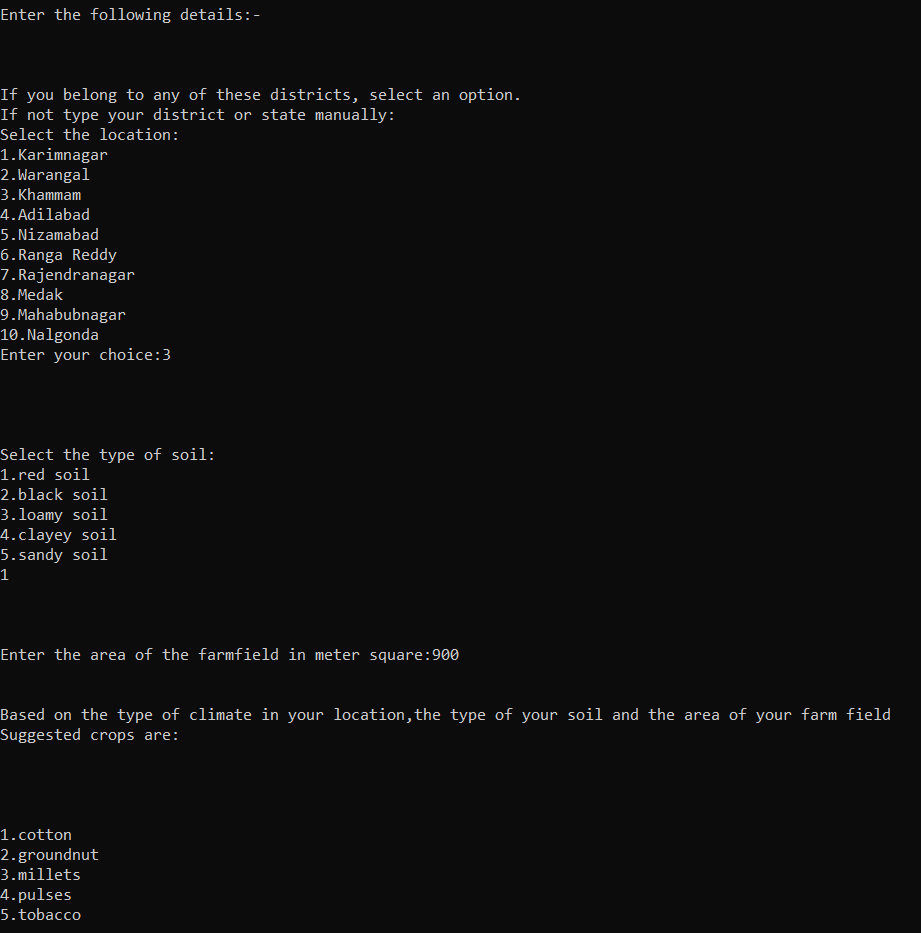 Enter the following details:-
If you belong to any of these districts, select an option.
If not type your district or state manually:
Select the location:
1.Karimnagar
2.Warangal
3.Khammam
4.Adilabad
5.Nizamabad
6.Ranga Reddy
7.Rajendranagar
8.Medak
9.Mahabubnagar
10.Nalgonda
Enter your choice:3
Select the type of soil:
1.red soil
2.black soil
3.loamy soil
4.clayey soil
5.sandy soil
1
Enter the area of the farmfield in meter square:900
Based on the type of climate in your location,the type of your soil and the area of your farm field
Suggested crops are:
1.cotton
2.groundnut
3.millets
4.pulses
5.tobacco